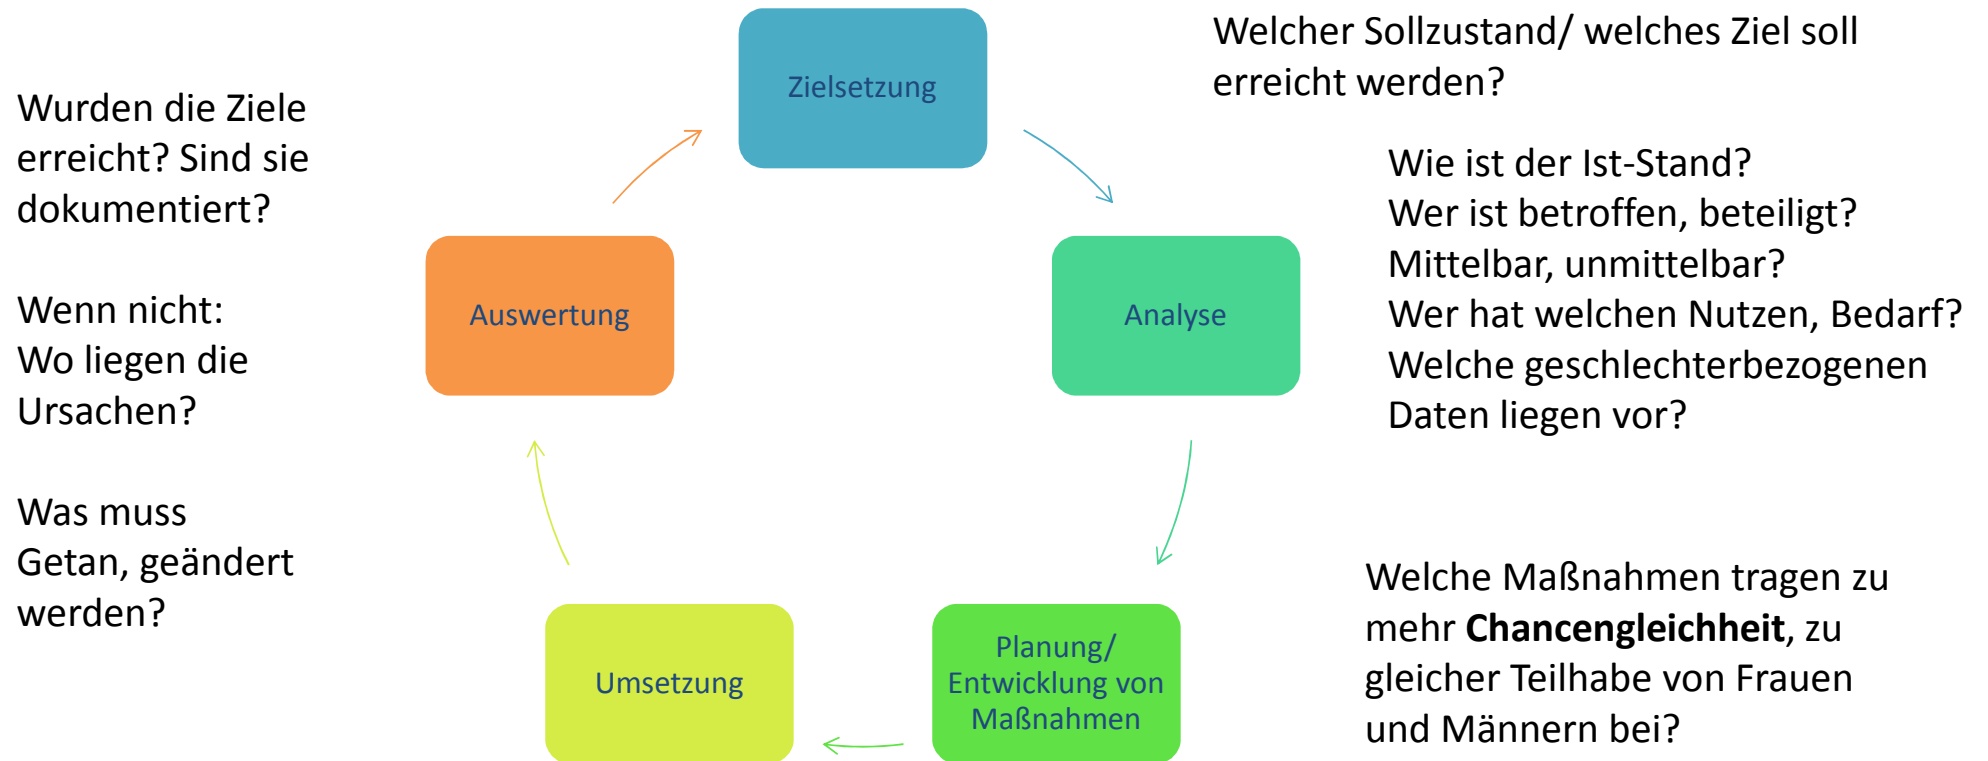 Zielsetzung
Welcher Sollzustand/ welches Ziel soll
erreicht werden?
Analyse
Wie ist der Ist-Stand?
Wer ist betroffen, beteiligt?
Mittelbar, unmittelbar?
Wer hat welchen Nutzen, Bedarf?
Welche geschlechterbezogenen
Daten liegen vor?
Planung/
Entwicklung von
Maßnahmen
Welche Maßnahmen tragen zu
mehr Chancengleichheit, zu
gleicher Teilhabe von Frauen
und Männern bei?
Umsetzung
Auswertung
Wurden die Ziele
erreicht? Sind sie
dokumentiert?
Wenn nicht:
Wo liegen die
Ursachen?
Was muss
Getan, geändert
werden?